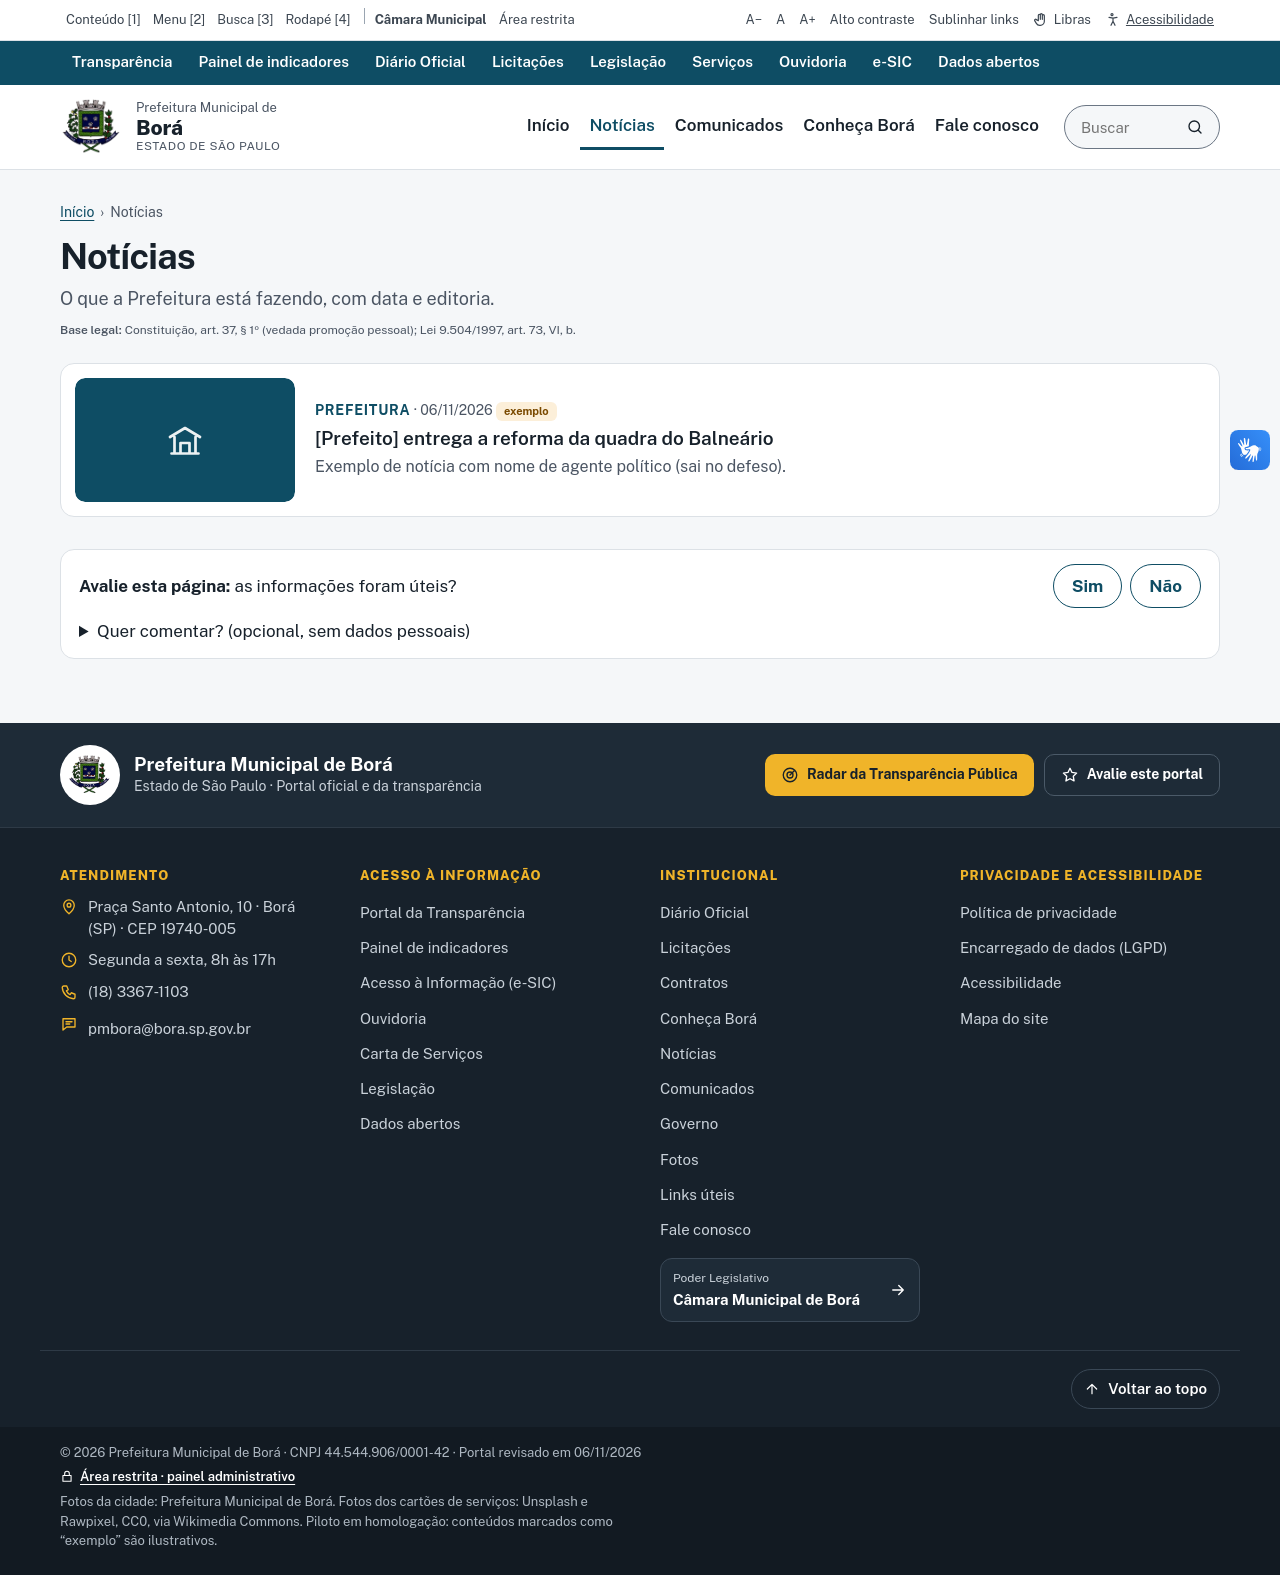 Conteúdo [1] Menu [2] Busca [3] Rodapé [4] Câmara Municipal Área restrita A− A A+ Alto contraste Sublinhar links Libras Acessibilidade
Transparência Painel de indicadores Diário Oficial Licitações Legislação Serviços Ouvidoria e-SIC Dados abertos
Prefeitura Municipal de
Borá
ESTADO DE SÃO PAULO
Início Notícias Comunicados Conheça Borá Fale conosco Buscar
Início › Notícias
Notícias
O que a Prefeitura está fazendo, com data e editoria.
Base legal: Constituição, art. 37, § 1º (vedada promoção pessoal); Lei 9.504/1997, art. 73, VI, b.
PREFEITURA · 06/11/2026 exemplo
[Prefeito] entrega a reforma da quadra do Balneário
Exemplo de notícia com nome de agente político (sai no defeso).
Avalie esta página: as informações foram úteis? Sim Não
Quer comentar? (opcional, sem dados pessoais)
Prefeitura Municipal de Borá
Estado de São Paulo · Portal oficial e da transparência
Radar da Transparência Pública Avalie este portal
ATENDIMENTO
Praça Santo Antonio, 10 · Borá
(SP) · CEP 19740-005
Segunda a sexta, 8h às 17h
(18) 3367-1103
pmbora@bora.sp.gov.br
ACESSO À INFORMAÇÃO
Portal da Transparência
Painel de indicadores
Acesso à Informação (e-SIC)
Ouvidoria
Carta de Serviços
Legislação
Dados abertos
INSTITUCIONAL
Diário Oficial
Licitações
Contratos
Conheça Borá
Notícias
Comunicados
Governo
Fotos
Links úteis
Fale conosco
Poder Legislativo
Câmara Municipal de Borá
PRIVACIDADE E ACESSIBILIDADE
Política de privacidade
Encarregado de dados (LGPD)
Acessibilidade
Mapa do site
Voltar ao topo
© 2026 Prefeitura Municipal de Borá · CNPJ 44.544.906/0001-42 · Portal revisado em 06/11/2026
Área restrita · painel administrativo
Fotos da cidade: Prefeitura Municipal de Borá. Fotos dos cartões de serviços: Unsplash e
Rawpixel, CC0, via Wikimedia Commons. Piloto em homologação: conteúdos marcados como
“exemplo” são ilustrativos.